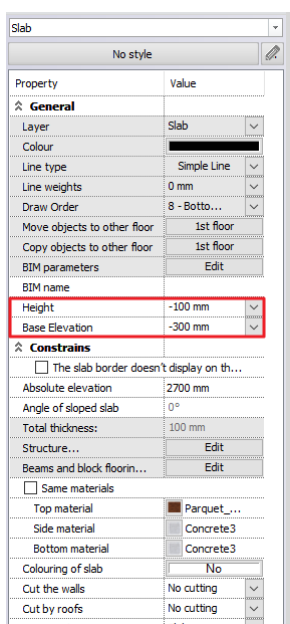 Slab
No style
Property Value
General
Layer Slab
Colour
Line type Simple Line
Line weights 0 mm
Draw Order 8 - Botto...
Move objects to other floor 1st floor
Copy objects to other floor 1st floor
BIM parameters Edit
BIM name
Height -100 mm
Base Elevation -300 mm
Constrains
The slab border doesn't display on th...
Absolute elevation 2700 mm
Angle of sloped slab 0°
Total thickness: 100 mm
Structure... Edit
Beams and block floorin... Edit
Same materials
Top material Parquet_...
Side material Concrete3
Bottom material Concrete3
Colouring of slab No
Cut the walls No cutting
Cut by roofs No cutting